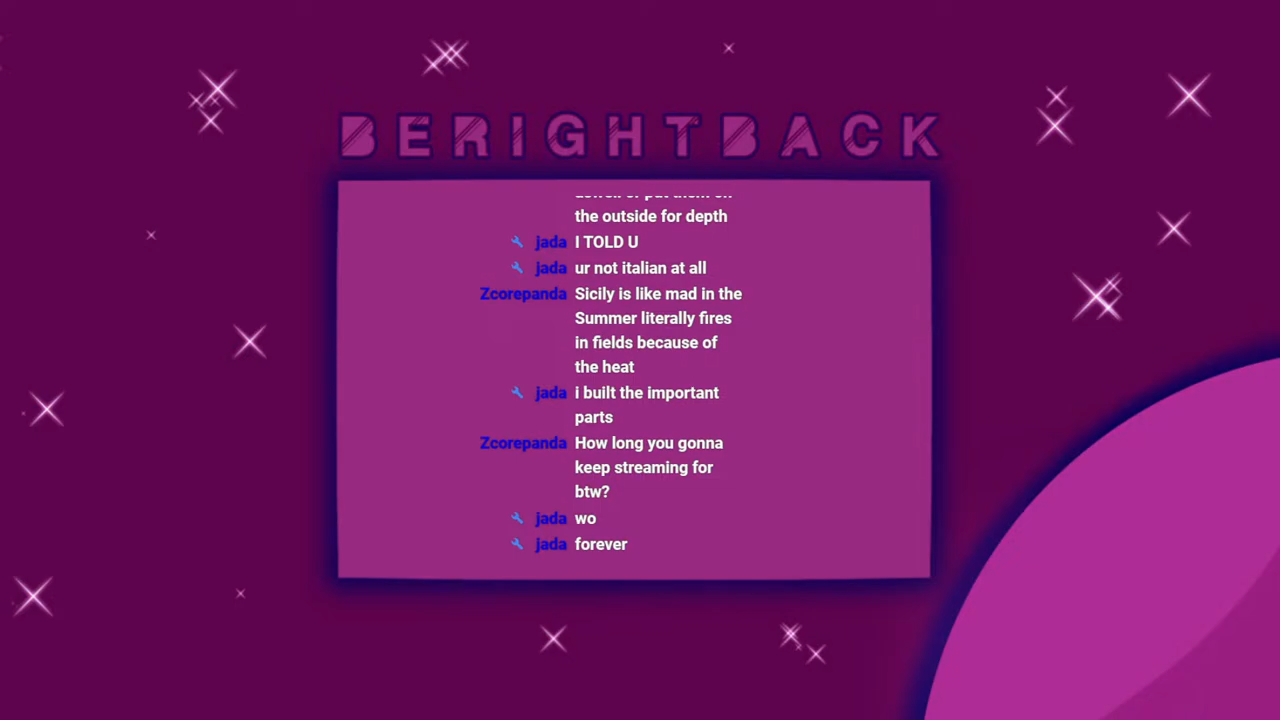 BERIGHTBACK
the outside for depth
jada I TOLD U
jada ur not italian at all
Zcorepanda Sicily is like mad in the
Summer literally fires
in fields because of
the heat
jada i built the important
parts
Zcorepanda How long you gonna
keep streaming for
btw?
jada wo
jada forever